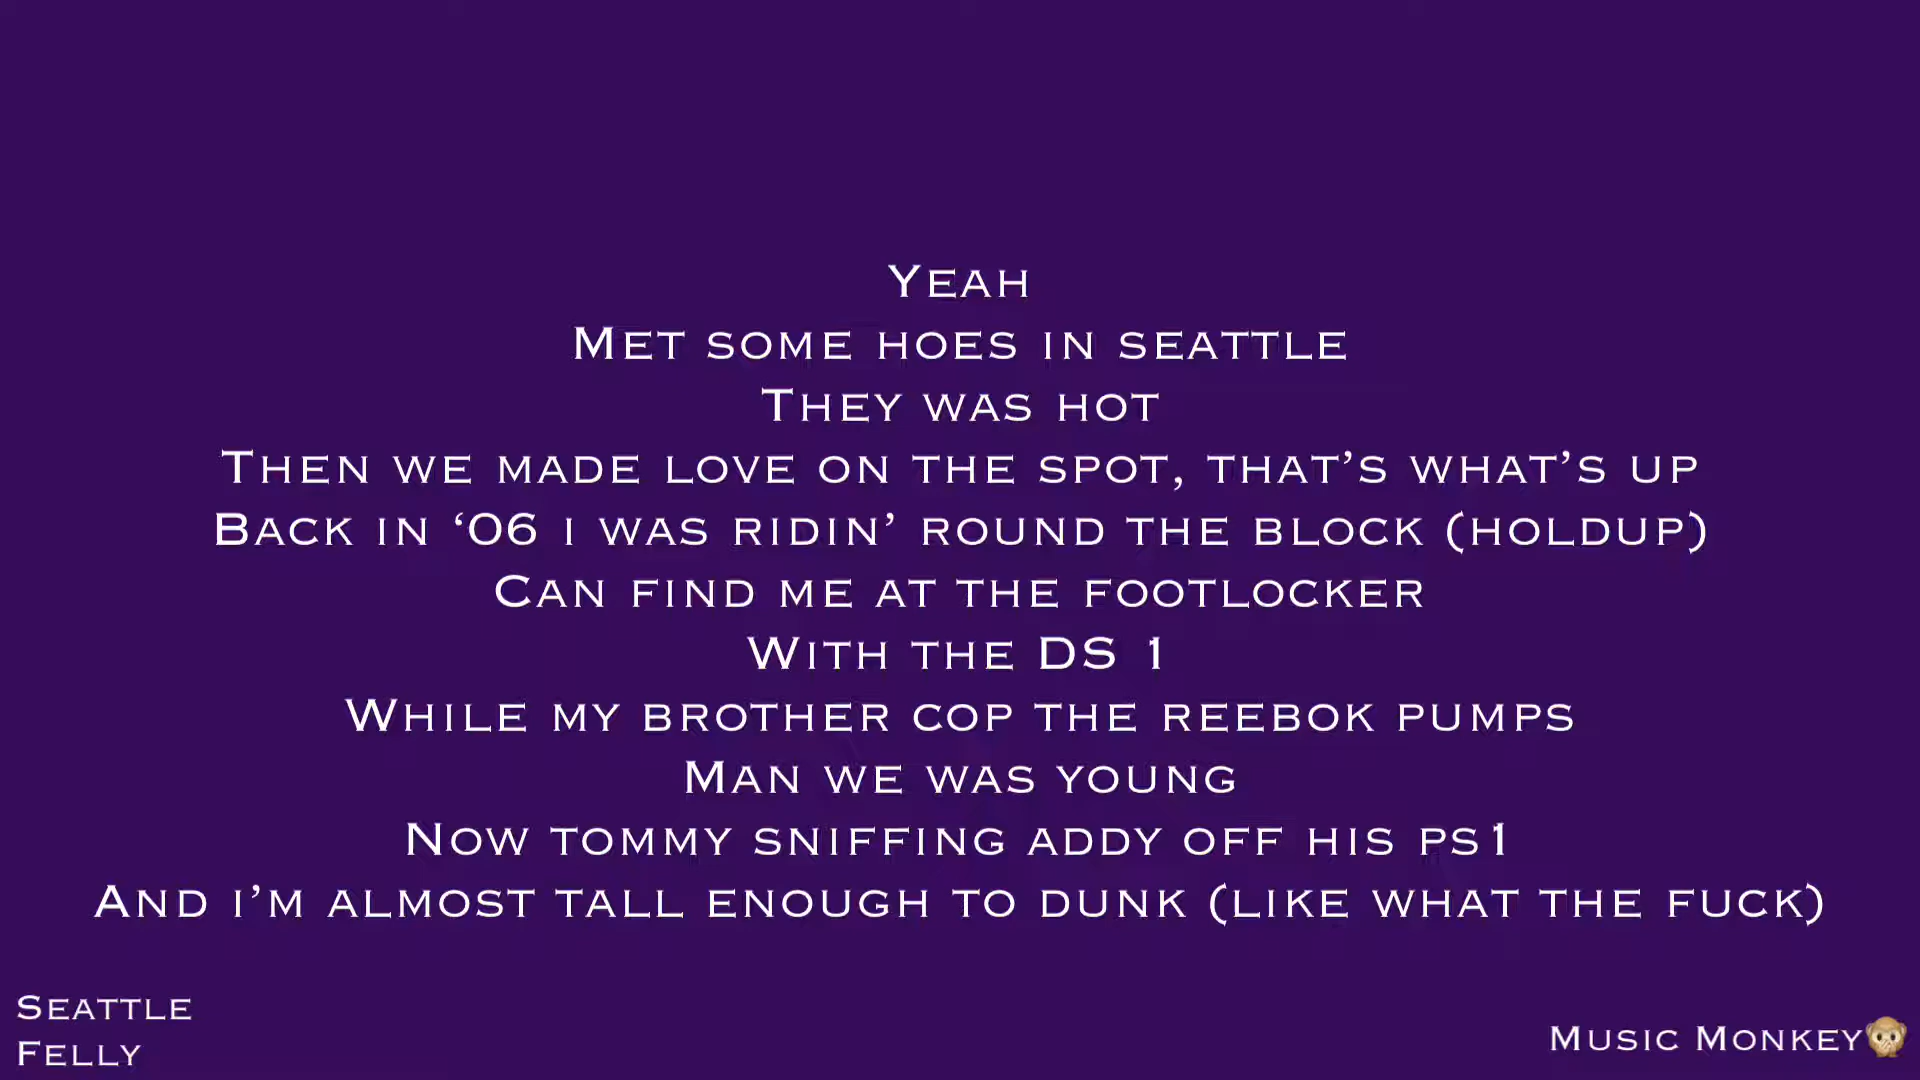 Yeah
Met some hoes in seattle
They was hot
Then we made love on the spot, that’s what’s up
Back in ‘06 i was ridin’ round the block (holdup)
Can find me at the footlocker
With the DS 1
While my brother cop the reebok pumps
Man we was young
Now tommy sniffing addy off his ps1
And i’m almost tall enough to dunk (like what the fuck)
Seattle
Felly
Music Monkey🙊